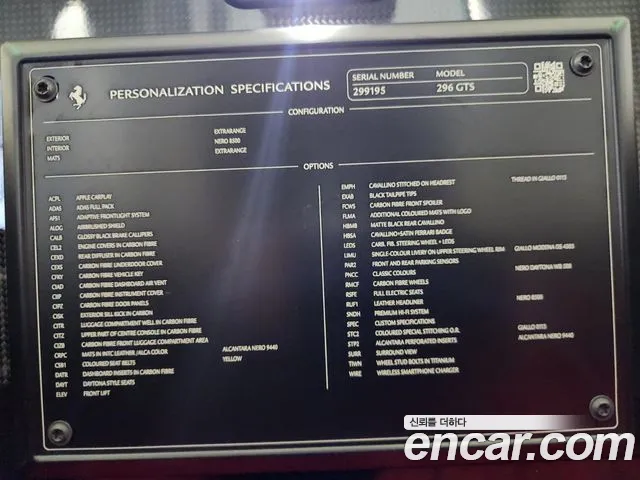 PERSONALIZATION SPECIFICATIONS
SERIAL NUMBER MODEL
299195 296 GTS
CONFIGURATION
EXTERIOR EXTRARANGE
INTERIOR NERO 8500
MATS EXTRARANGE
OPTIONS
ACPL APPLE CARPLAY
ADAS ADAS FULL PACK
AFS1 ADAPTIVE FRONTLIGHT SYSTEM
ALOG AIRBRUSHED SHIELD
CALB GLOSSY BLACK BRAKE CALLIPERS
CEL2 ENGINE COVERS IN CARBON FIBRE
CEXD REAR DIFFUSER IN CARBON FIBRE
CEXS CARBON FIBRE UNDERDOOR COVER
CFKY CARBON FIBRE VEHICLE KEY
CIAD CARBON FIBRE DASHBOARD AIR VENT
CIIP CARBON FIBRE INSTRUMENT COVER
CIPZ CARBON FIBRE DOOR PANELS
CISK EXTERIOR SILL KICK IN CARBON
CITR LUGGAGE COMPARTMENT WELL IN CARBON FIBRE
CITZ UPPER PART OF CENTRE CONSOLE IN CARBON
CIZB CARBON FIBRE FRONT LUGGAGE COMPARTMENT AREA
CRPC MATS IN INTC LEATHER/ALCA COLOR ALCANTARA NERO 9440
CSB1 COLOURED SEAT BELTS YELLOW
DATR DASHBOARD INSERTS IN CARBON FIBRE
DAYT DAYTONA STYLE SEATS
ELEV FRONT LIFT
EMPH CAVALLINO STITCHED ON HEADREST THREAD IN GIALLO 0113
EXAB BLACK TAILPIPE TIPS
FCWS CARBON FIBRE FRONT SPOILER
FLMA ADDITIONAL COLOURED MATS WITH LOGO
HBMB MATTE BLACK REAR CAVALLINO
HBSA CAVALLINO+SATIN FERRARI BADGE
LEDS CARB. FIB. STEERING WHEEL + LEDS
LIMU SINGLE-COLOUR LIVERY ON UPPER STEERING WHEEL RIM GIALLO MODENA DS 4305
PAR2 FRONT AND REAR PARKING SENSORS
PNCC CLASSIC COLOURS NERO DAYTONA WB 508
RMCF CARBON FIBRE WHEELS
RSFE FULL ELECTRIC SEATS
RUF1 LEATHER HEADLINER NERO 8500
SNDH PREMIUM HI-FI SYSTEM
SPEC CUSTOM SPECIFICATIONS
STC2 COLOURED SPECIAL STITCHING O.R. GIALLO 0113
STP2 ALCANTARA PERFORATED INSERTS ALCANTARA NERO 9440
SURR SURROUND VIEW
TIWN WHEEL STUD BOLTS IN TITANIUM
WIRE WIRELESS SMARTPHONE CHARGER
신뢰를 더하다
encar.com